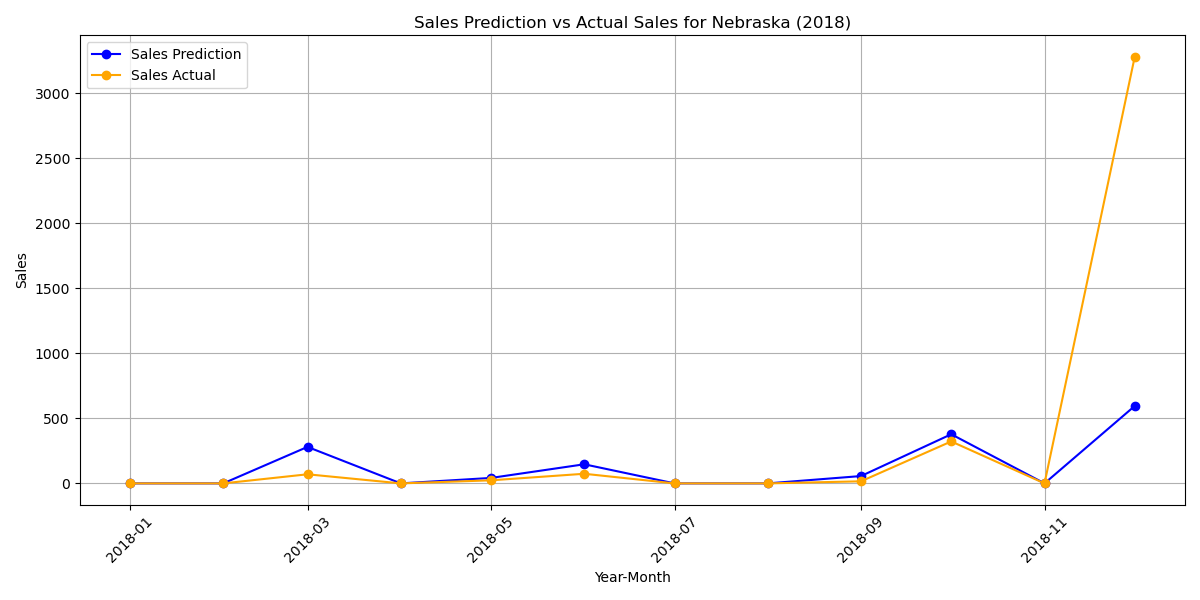 Sales Prediction vs Actual Sales for Nebraska (2018)
Sales Prediction
Sales Actual
3000
2500
2000
1500
1000
500
0
Sales
2018-01
2018-03
2018-05
2018-07
2018-09
2018-11
Year-Month